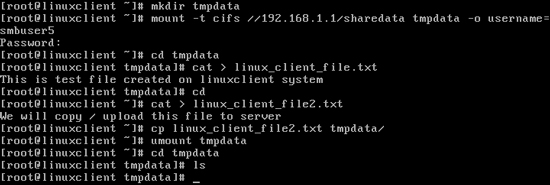 [root@linuxclient ~]# mkdir tmpdata
[root@linuxclient ~]# mount -t cifs //192.168.1.1/sharedata tmpdata -o username=
smbuser5
Password:
[root@linuxclient ~]# cd tmpdata
[root@linuxclient tmpdata]# cat > linux_client_file.txt
This is test file created on linuxclient system
[root@linuxclient tmpdata]# cd
[root@linuxclient ~]# cat > linux_client_file2.txt
We will copy / upload this file to server
[root@linuxclient ~]# cp linux_client_file2.txt tmpdata/
[root@linuxclient ~]# umount tmpdata
[root@linuxclient ~]# cd tmpdata
[root@linuxclient tmpdata]# ls
[root@linuxclient tmpdata]# _